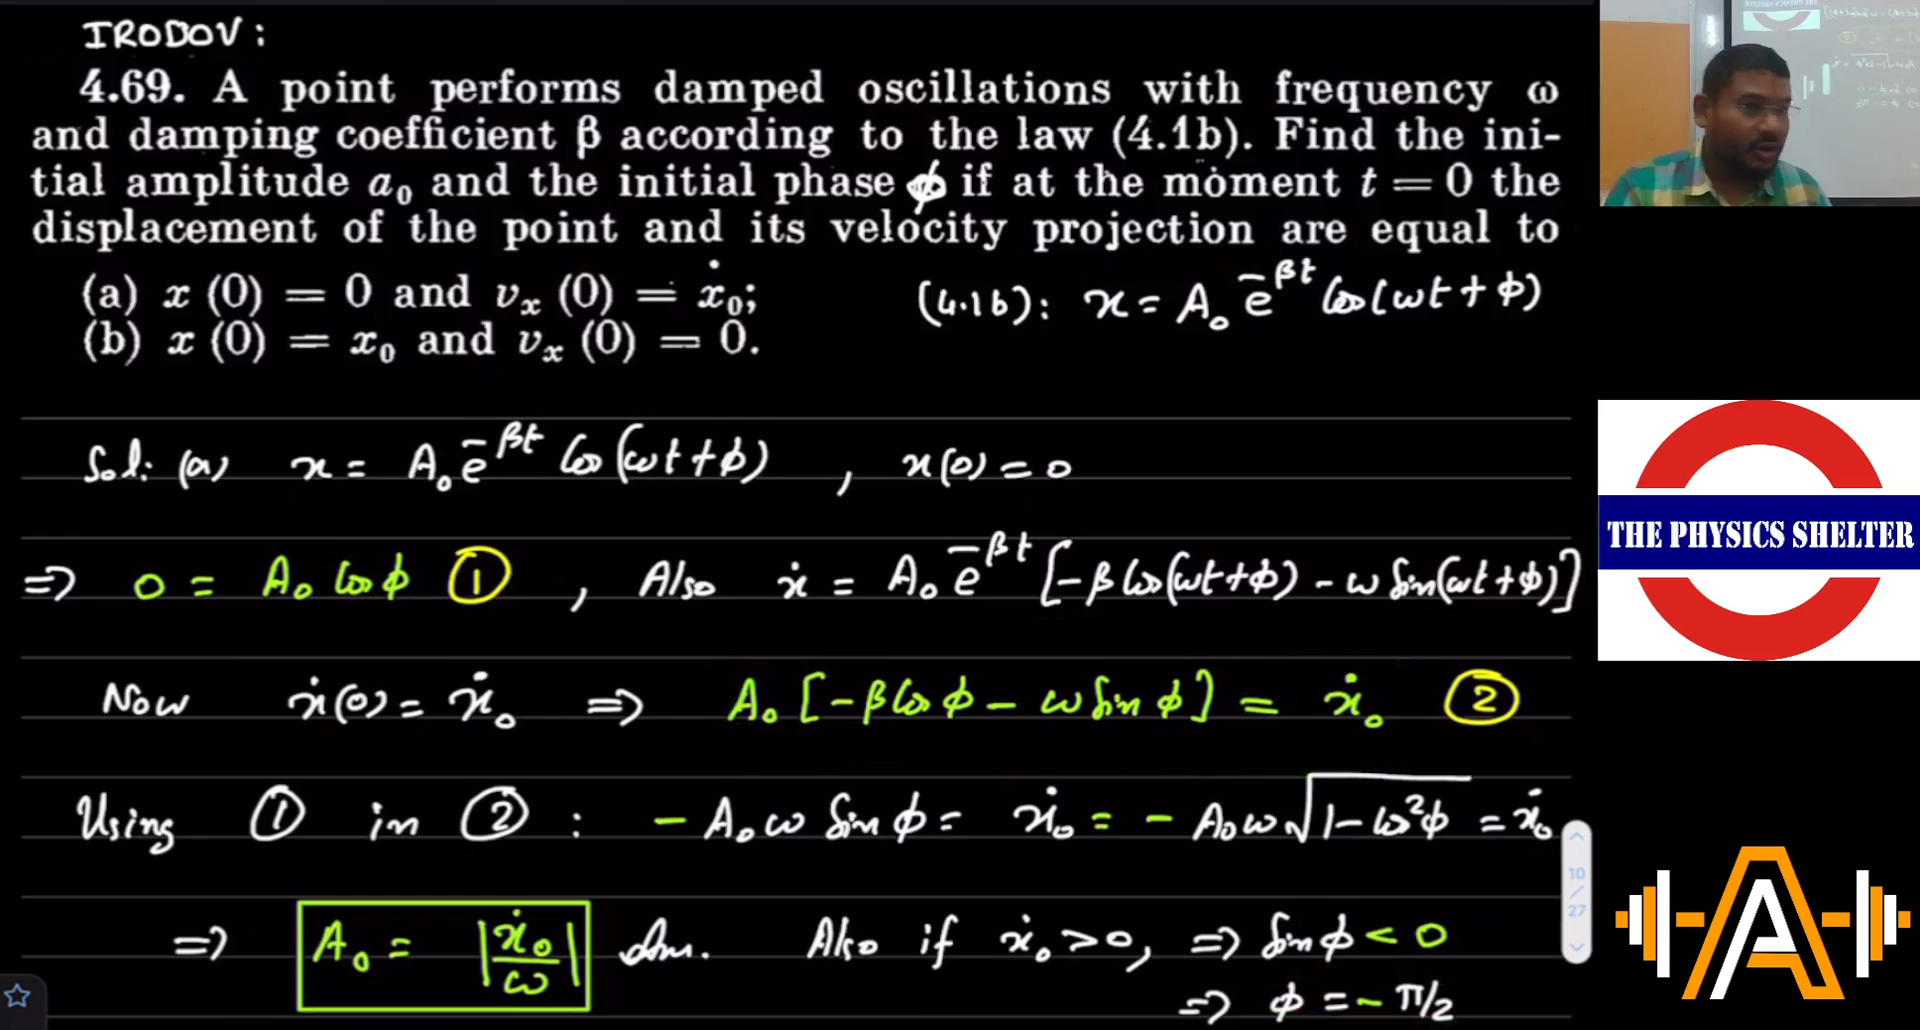 IRODOV :
4.69. A point performs damped oscillations with frequency ω
and damping coefficient β according to the law (4.1b). Find the ini-
tial amplitude a₀ and the initial phase ϕ if at the moment t = 0 the
displacement of the point and its velocity projection are equal to
(a) x (0) = 0 and vₓ (0) = ẋ₀;
(b) x (0) = x₀ and vₓ (0) = 0.
(4.1b): x = A₀ e^{-βt} cos(ωt + ϕ)
Sol: (a) x = A₀ e^{-βt} cos(ωt + ϕ) , x(0) = 0
⇒ 0 = A₀ cos ϕ ① , Also ẋ = A₀ e^{-βt} [-β cos(ωt + ϕ) - ω sin(ωt + ϕ)]
Now ẋ(0) = ẋ₀ ⇒ A₀ [-β cos ϕ - ω sin ϕ] = ẋ₀ ②
Using ① in ② : - A₀ ω sin ϕ = ẋ₀ = - A₀ ω √(1 - cos²ϕ) = ẋ₀
⇒ A₀ = |ẋ₀/ω| Ans. Also if ẋ₀ > 0, ⇒ sin ϕ < 0
⇒ ϕ = - π/2
THE PHYSICS SHELTER
10
/
27
A